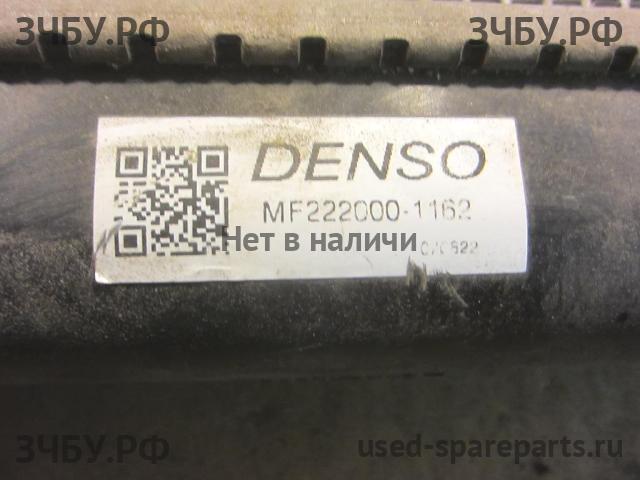 ЗЧБУ.РФ ЗЧБУ.РФ
DENSO
MF222000-1162
Нет в наличи
ЗЧБУ.РФ used-spareparts.ru